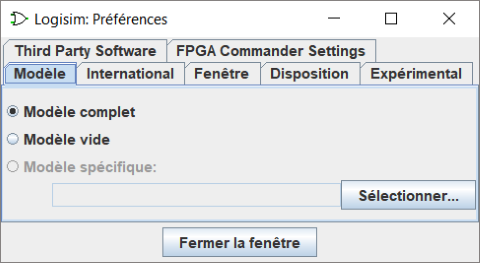 Logisim: Préférences
Third Party Software FPGA Commander Settings
Modèle International Fenêtre Disposition Expérimental
Modèle complet
Modèle vide
Modèle spécifique:
Sélectionner...
Fermer la fenêtre